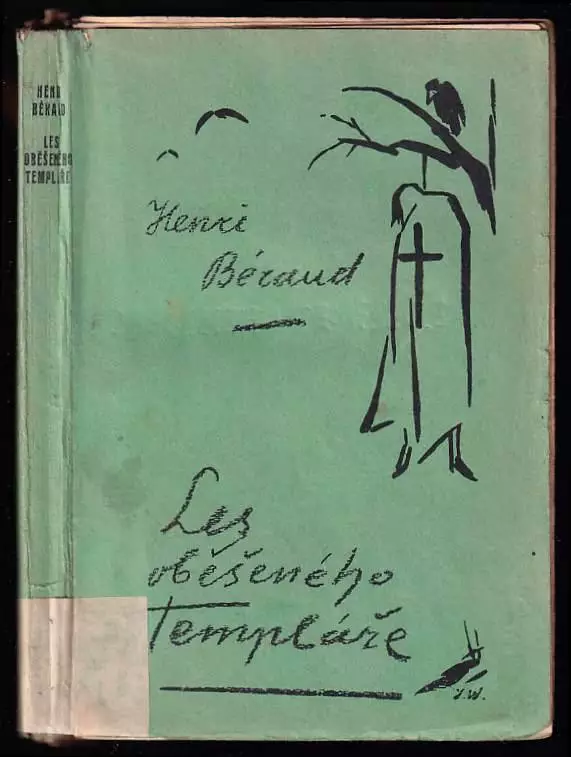 HENRI
BÉRAUD
LES
OBĚŠENÉHO
TEMPLÁŘE
Henri
Béraud
Les
oběšeného
Templáře
V.W.